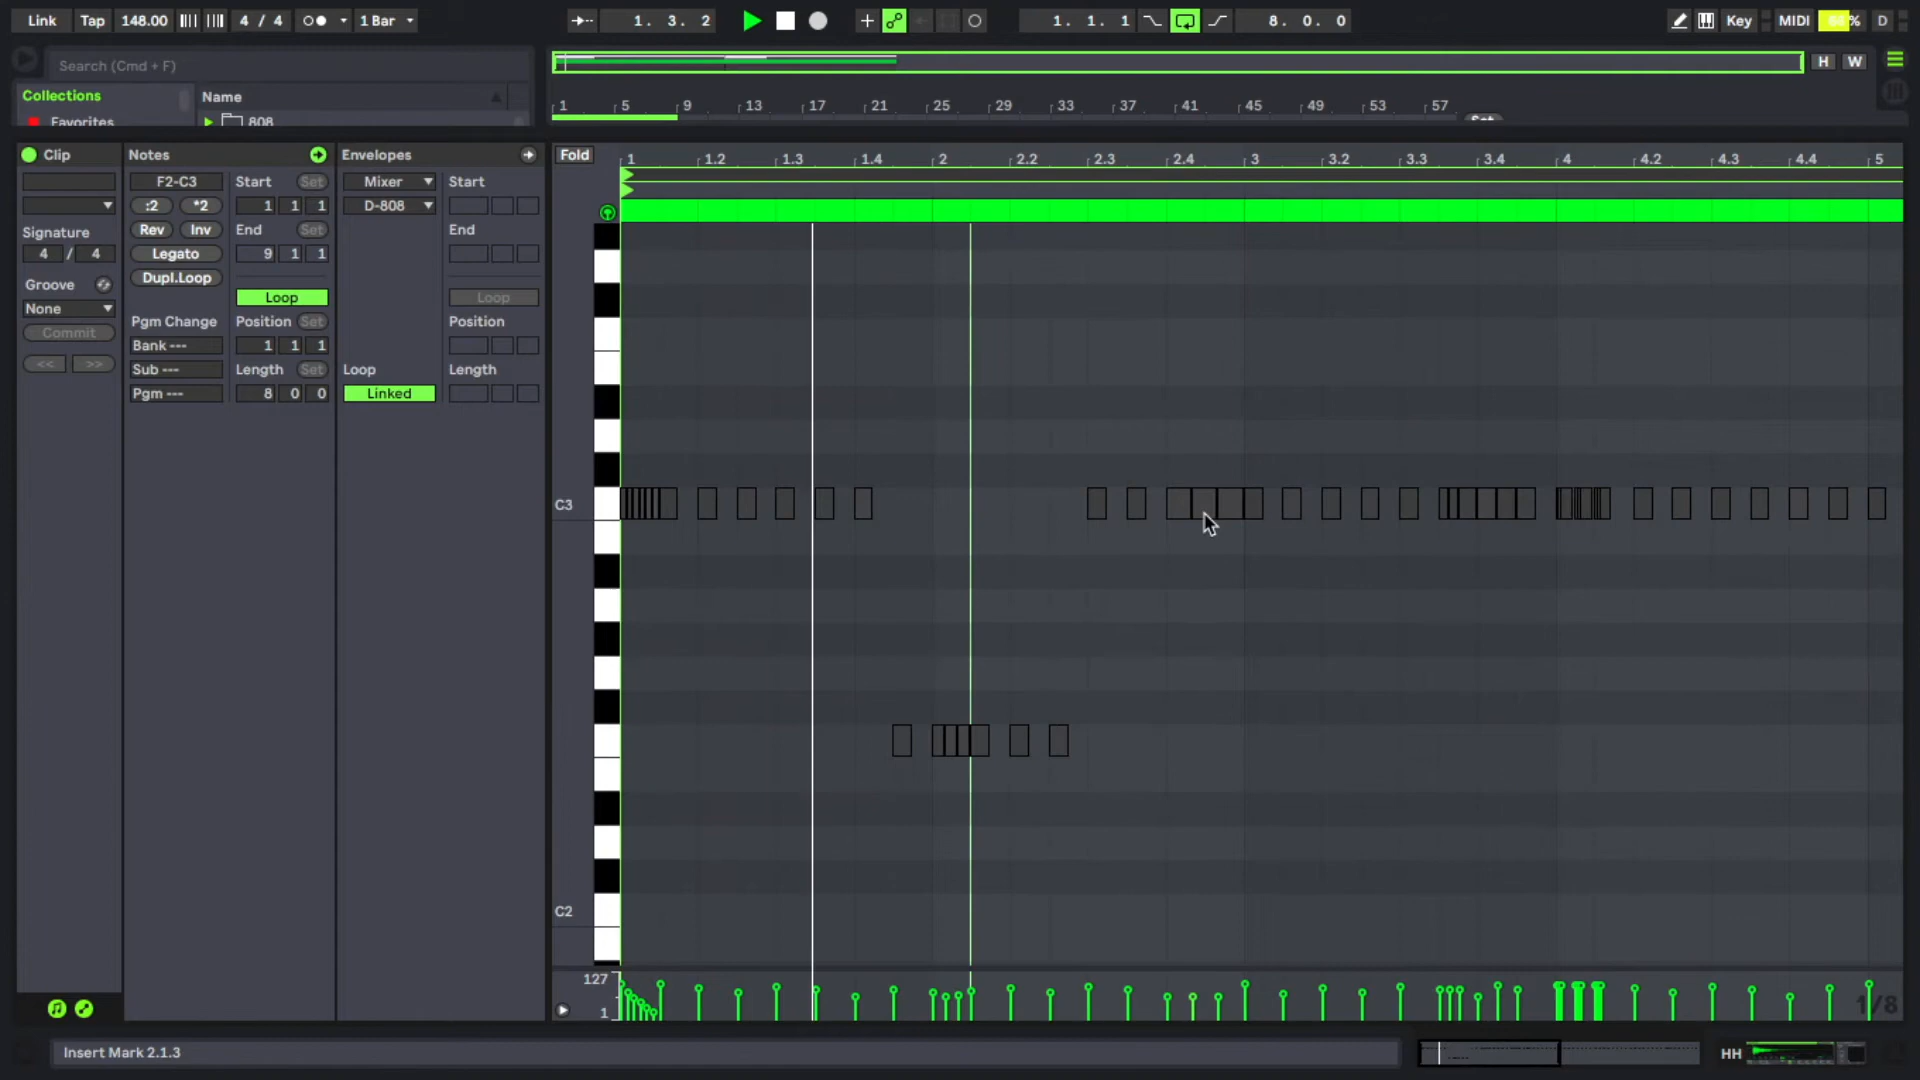 Link Tap 148.00 4 / 4 1 Bar 1. 3. 2 1. 1. 1 8. 0. 0 Key MIDI % D
Search (Cmd + F)
H W
Collections Name
Favorites 808
1 5 9 13 17 21 25 29 33 37 41 45 49 53 57
Set
Clip Notes Envelopes Fold
1 1.2 1.3 1.4 2 2.2 2.3 2.4 3 3.2 3.3 3.4 4 4.2 4.3 4.4 5
F2-C3 Start Set Mixer Start
:2 *2 1 1 1 D-808
Signature Rev Inv End Set End
4 / 4 Legato 9 1 1
Groove Dupl.Loop
None Loop Loop
Commit Pgm Change Position Set Position
Bank --- 1 1 1
<< >> Sub --- Length Set Loop Length
Pgm --- 8 0 0 Linked
C3
C2
127
1
1/8
Insert Mark 2.1.3
HH